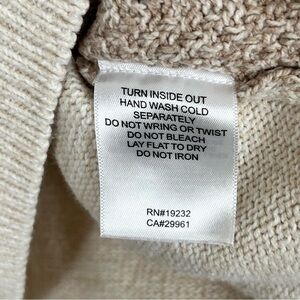 TURN INSIDE OUT
HAND WASH COLD
SEPARATELY
DO NOT WRING OR TWIST
DO NOT BLEACH
LAY FLAT TO DRY
DO NOT IRON
RN#19232
CA#29961